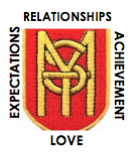 RELATIONSHIPS
EXPECTATIONS
ACHIEVEMENT
LOVE